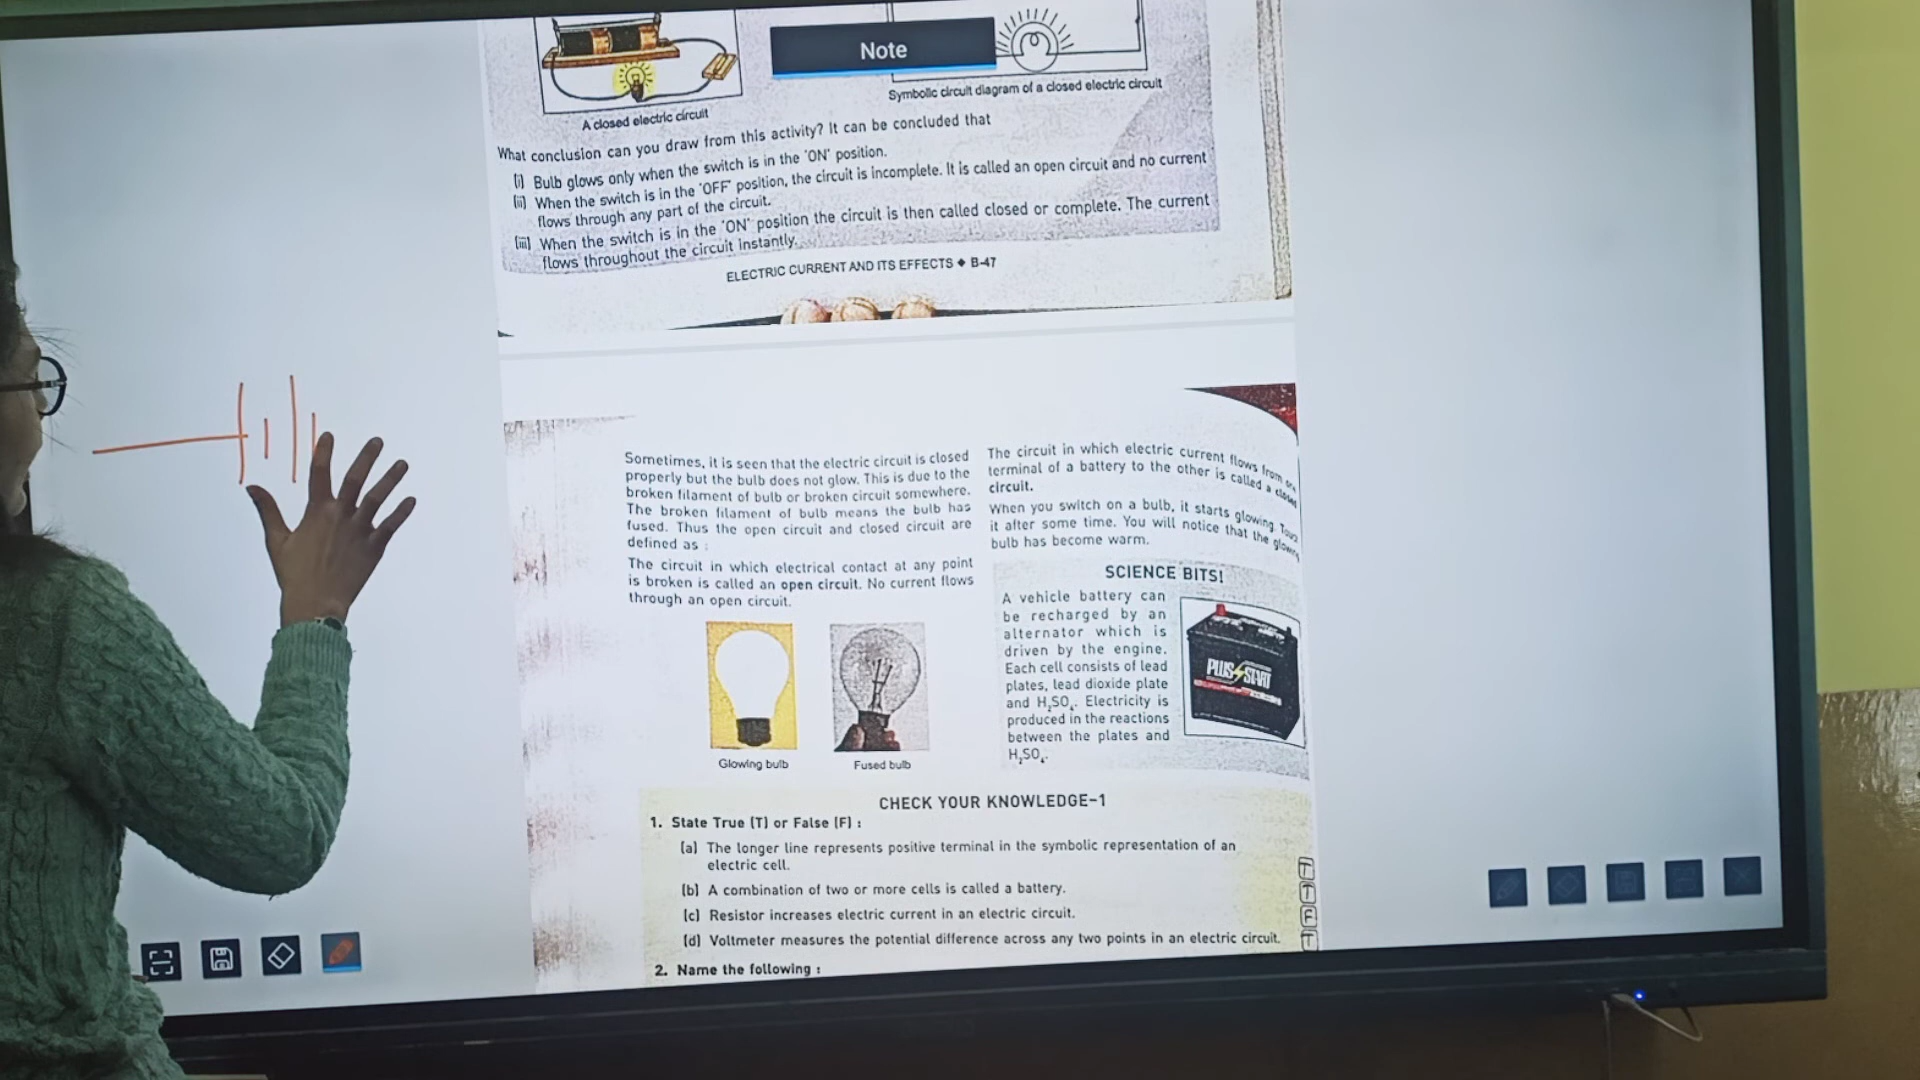 Note
A closed electric circuit
Symbolic circuit diagram of a closed electric circuit
What conclusion can you draw from this activity? It can be concluded that
(i) Bulb glows only when the switch is in the 'ON' position.
(ii) When the switch is in the 'OFF' position, the circuit is incomplete. It is called an open circuit and no current
flows through any part of the circuit.
(iii) When the switch is in the 'ON' position the circuit is then called closed or complete. The current
flows throughout the circuit instantly.
ELECTRIC CURRENT AND ITS EFFECTS ◆ B-47
Sometimes, it is seen that the electric circuit is closed
properly but the bulb does not glow. This is due to the
broken filament of bulb or broken circuit somewhere.
The broken filament of bulb means the bulb has
fused. Thus the open circuit and closed circuit are
defined as :
The circuit in which electrical contact at any point
is broken is called an open circuit. No current flows
through an open circuit.
Glowing bulb
Fused bulb
The circuit in which electric current flows from one
terminal of a battery to the other is called a closed
circuit.
When you switch on a bulb, it starts glowing. Touch
it after some time. You will notice that the glowing
bulb has become warm.
SCIENCE BITS!
A vehicle battery can
be recharged by an
alternator which is
driven by the engine.
Each cell consists of lead
plates, lead dioxide plate
and H₂SO₄. Electricity is
produced in the reactions
between the plates and
H₂SO₄.
PLUS START
CHECK YOUR KNOWLEDGE-1
1. State True (T) or False (F) :
(a) The longer line represents positive terminal in the symbolic representation of an
electric cell. T
(b) A combination of two or more cells is called a battery. T
(c) Resistor increases electric current in an electric circuit. F
(d) Voltmeter measures the potential difference across any two points in an electric circuit. T
2. Name the following :